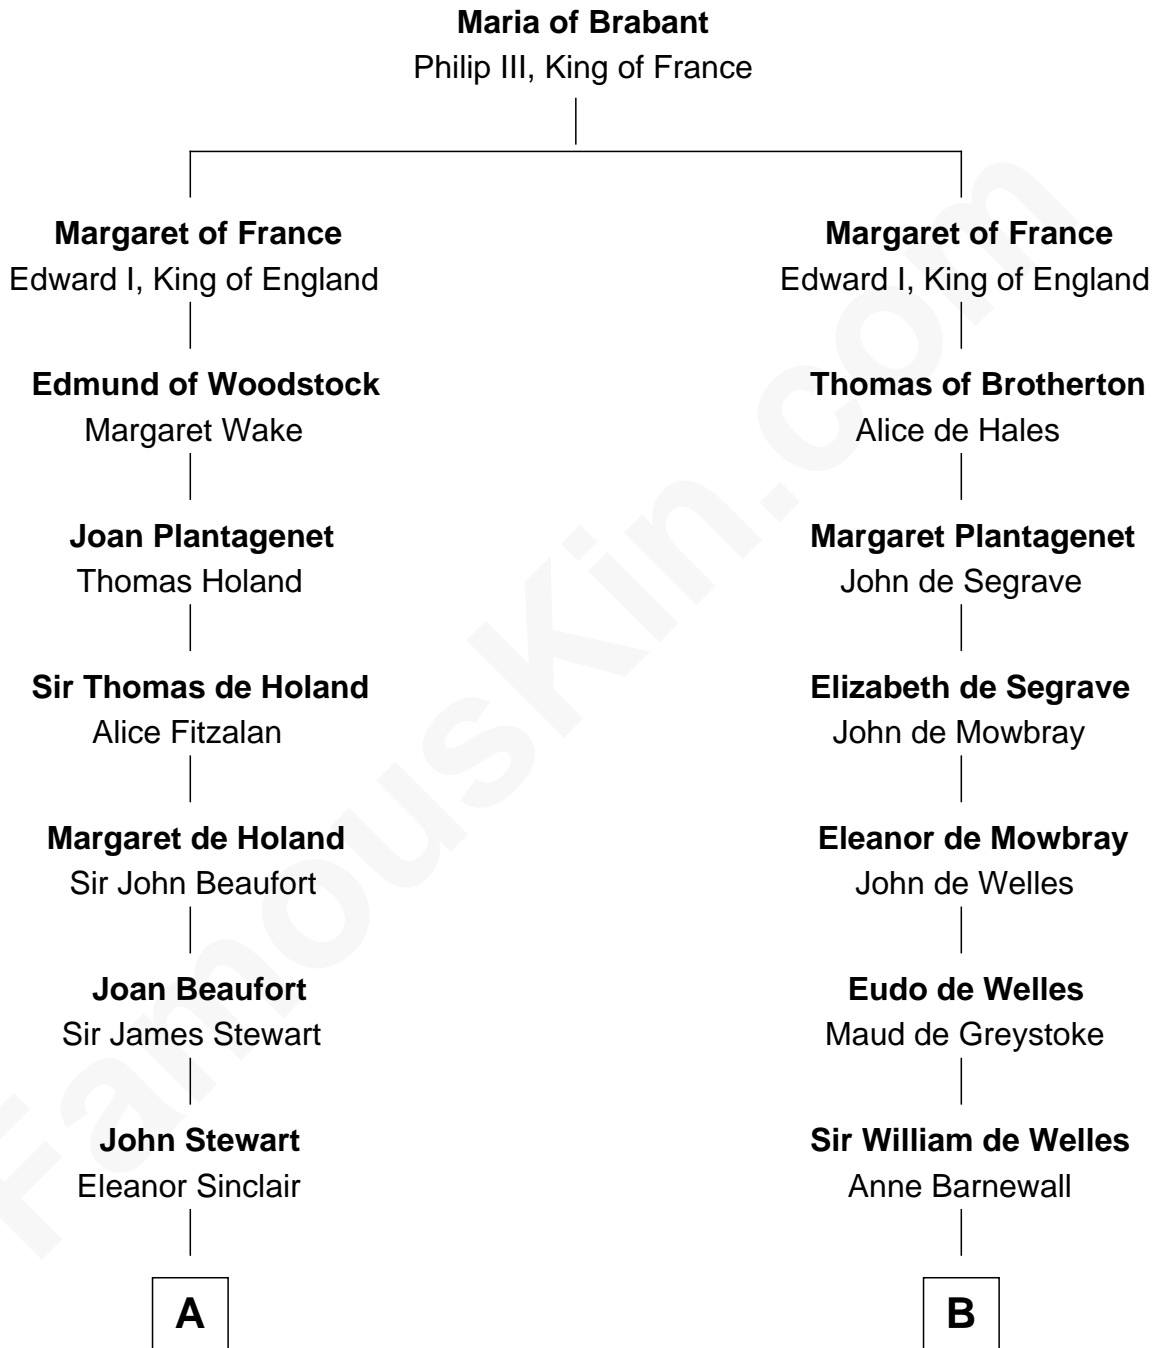 Maria of Brabant
Philip III, King of France
Margaret of France
Edward I, King of England
Edmund of Woodstock
Margaret Wake
Joan Plantagenet
Thomas Holand
Sir Thomas de Holand
Alice Fitzalan
Margaret de Holand
Sir John Beaufort
Joan Beaufort
Sir James Stewart
John Stewart
Eleanor Sinclair
A
Margaret of France
Edward I, King of England
Thomas of Brotherton
Alice de Hales
Margaret Plantagenet
John de Segrave
Elizabeth de Segrave
John de Mowbray
Eleanor de Mowbray
John de Welles
Eudo de Welles
Maud de Greystoke
Sir William de Welles
Anne Barnewall
B
FamousKin.com